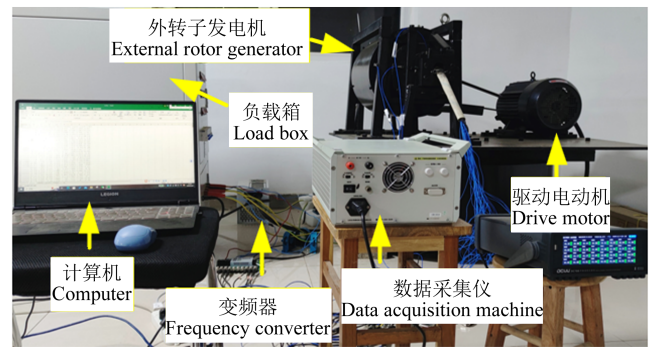 外转子发电机
External rotor generator
负载箱
Load box
驱动电动机
Drive motor
计算机
Computer
变频器
Frequency converter
数据采集仪
Data acquisition machine